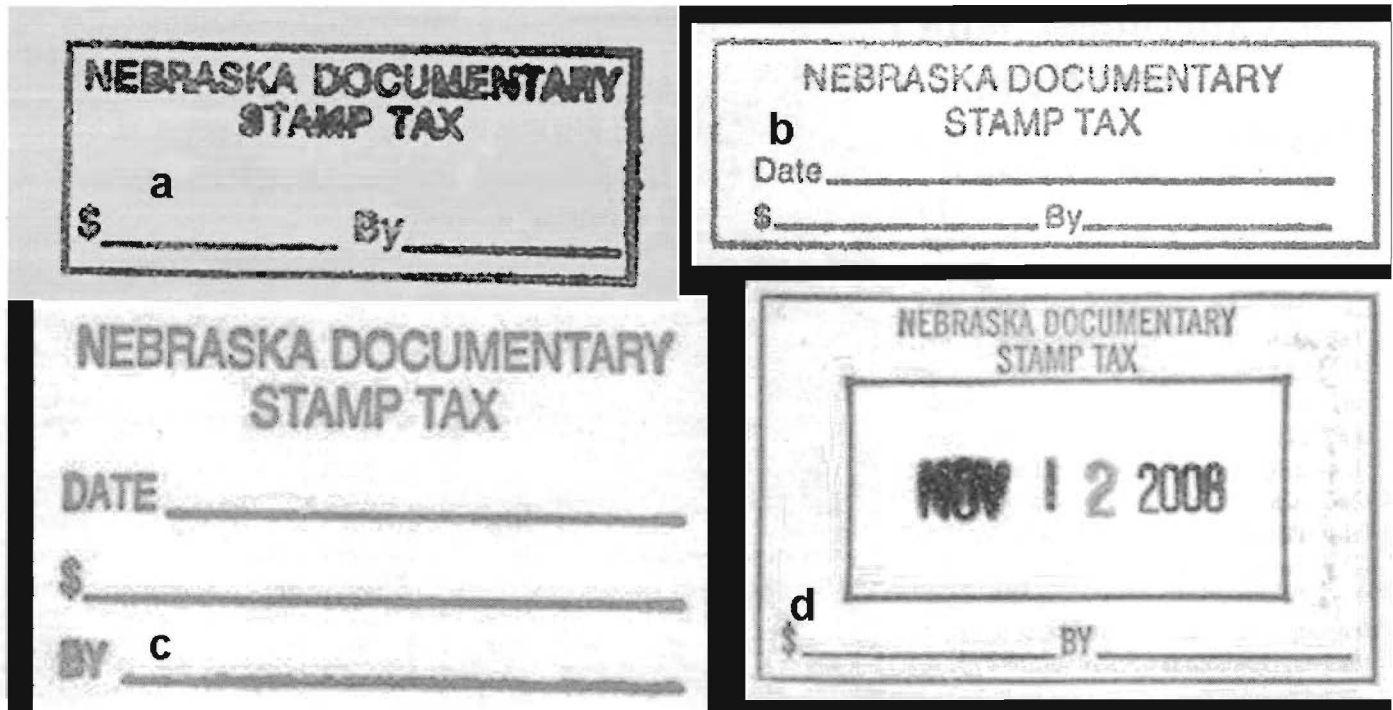 NEBRASKA DOCUMENTARY
STAMP TAX
a
$ By
NEBRASKA DOCUMENTARY
STAMP TAX
b
Date
$ By
NEBRASKA DOCUMENTARY
STAMP TAX
DATE
$
BY c
NEBRASKA DOCUMENTARY
STAMP TAX
NOV 12 2008
d
$ BY